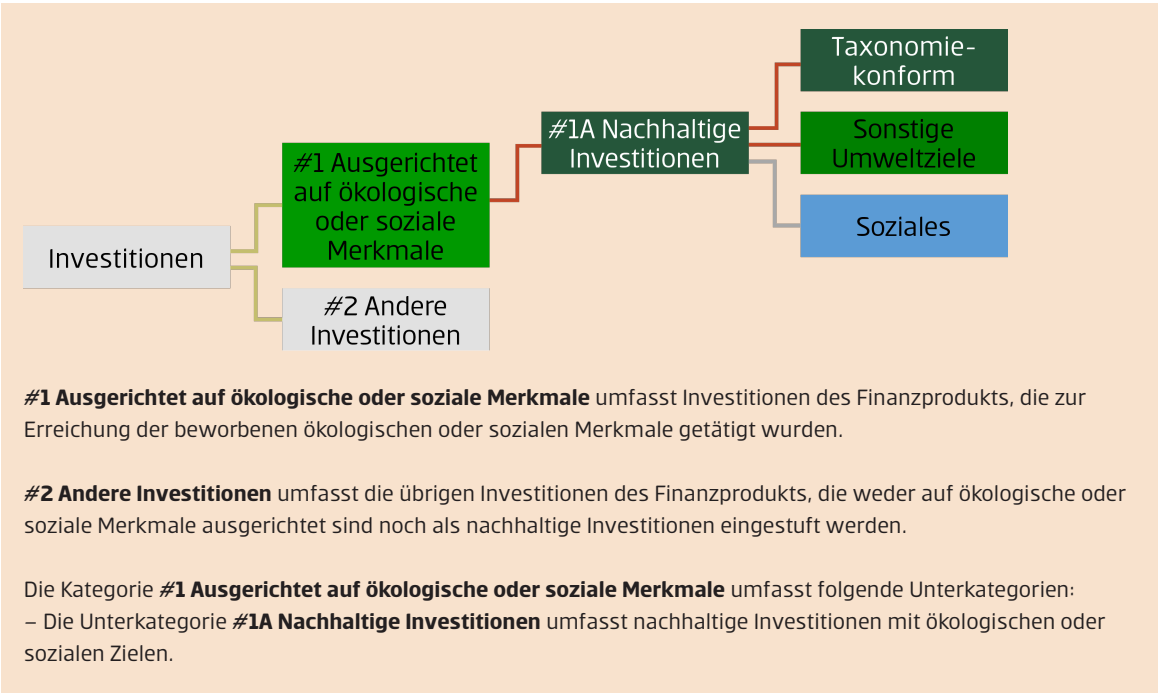 Taxonomie-
konform
#1A Nachhaltige
Investitionen
Sonstige
Umweltziele
#1 Ausgerichtet
auf ökologische
oder soziale
Merkmale
Soziales
Investitionen
#2 Andere
Investitionen
#1 Ausgerichtet auf ökologische oder soziale Merkmale umfasst Investitionen des Finanzprodukts, die zur
Erreichung der beworbenen ökologischen oder sozialen Merkmale getätigt wurden.
#2 Andere Investitionen umfasst die übrigen Investitionen des Finanzprodukts, die weder auf ökologische oder
soziale Merkmale ausgerichtet sind noch als nachhaltige Investitionen eingestuft werden.
Die Kategorie #1 Ausgerichtet auf ökologische oder soziale Merkmale umfasst folgende Unterkategorien:
– Die Unterkategorie #1A Nachhaltige Investitionen umfasst nachhaltige Investitionen mit ökologischen oder
sozialen Zielen.